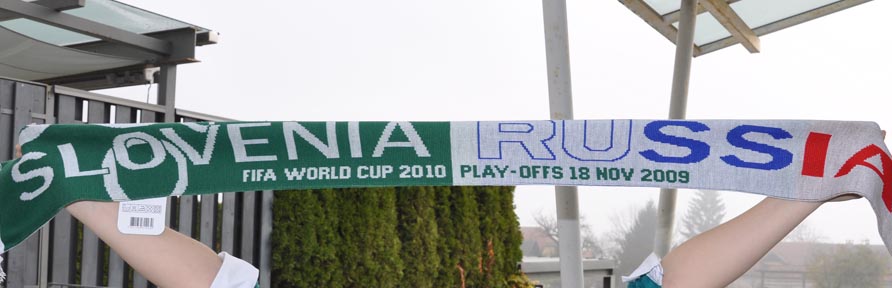 SLOVENIA RUSSIA
FIFA WORLD CUP 2010 PLAY-OFFS 18 NOV 2009